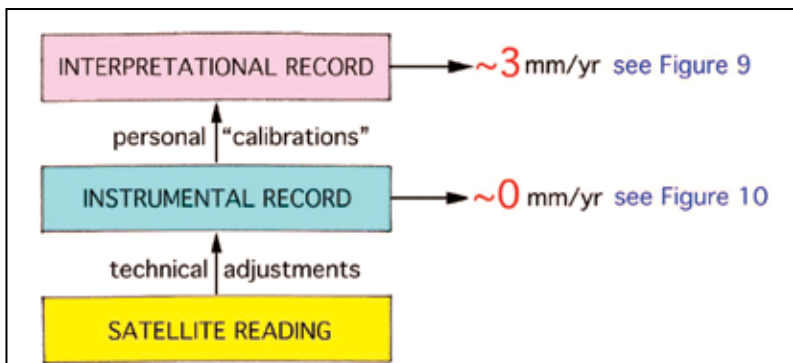 INTERPRETATIONAL RECORD ~3 mm/yr see Figure 9
personal "calibrations"
INSTRUMENTAL RECORD ~0 mm/yr see Figure 10
technical adjustments
SATELLITE READING